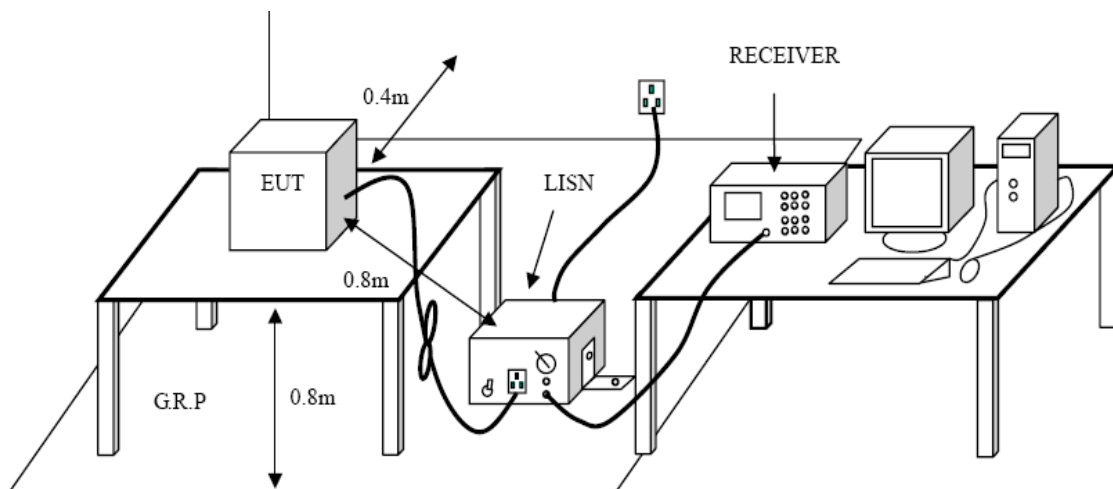 RECEIVER
0.4m
EUT
LISN
0.8m
G.R.P
0.8m